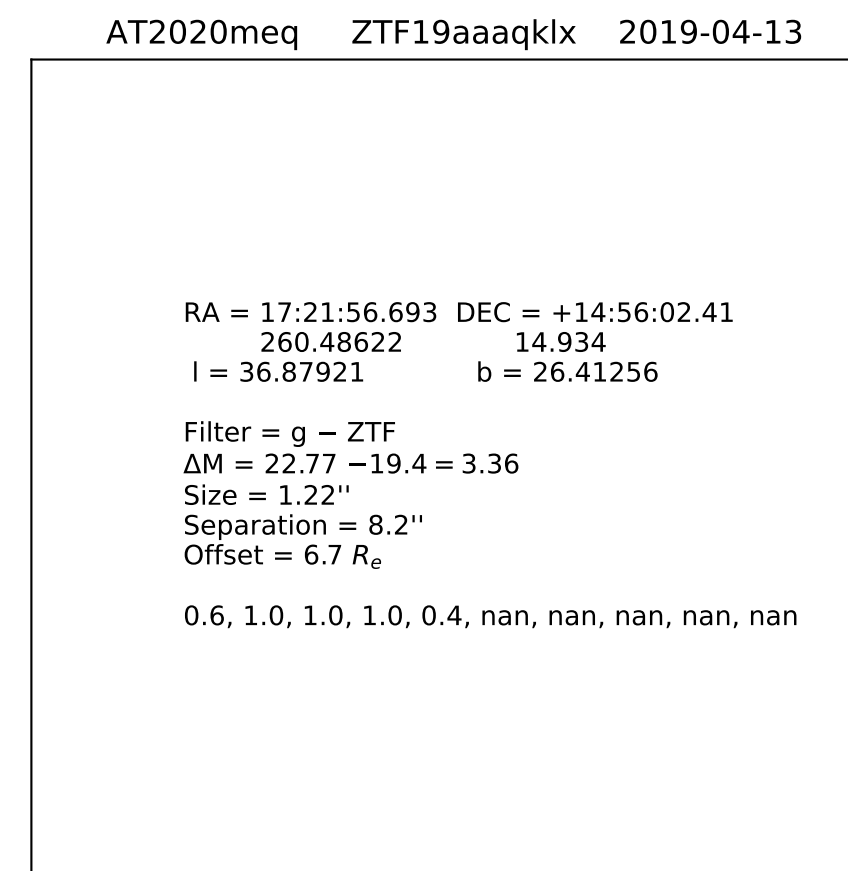 AT2020meq ZTF19aaaqklx 2019-04-13
RA = 17:21:56.693 DEC = +14:56:02.41
260.48622 14.934
l = 36.87921 b = 26.41256
Filter = g − ZTF
ΔM = 22.77 −19.4 = 3.36
Size = 1.22''
Separation = 8.2''
Offset = 6.7 Rₑ
0.6, 1.0, 1.0, 1.0, 0.4, nan, nan, nan, nan, nan